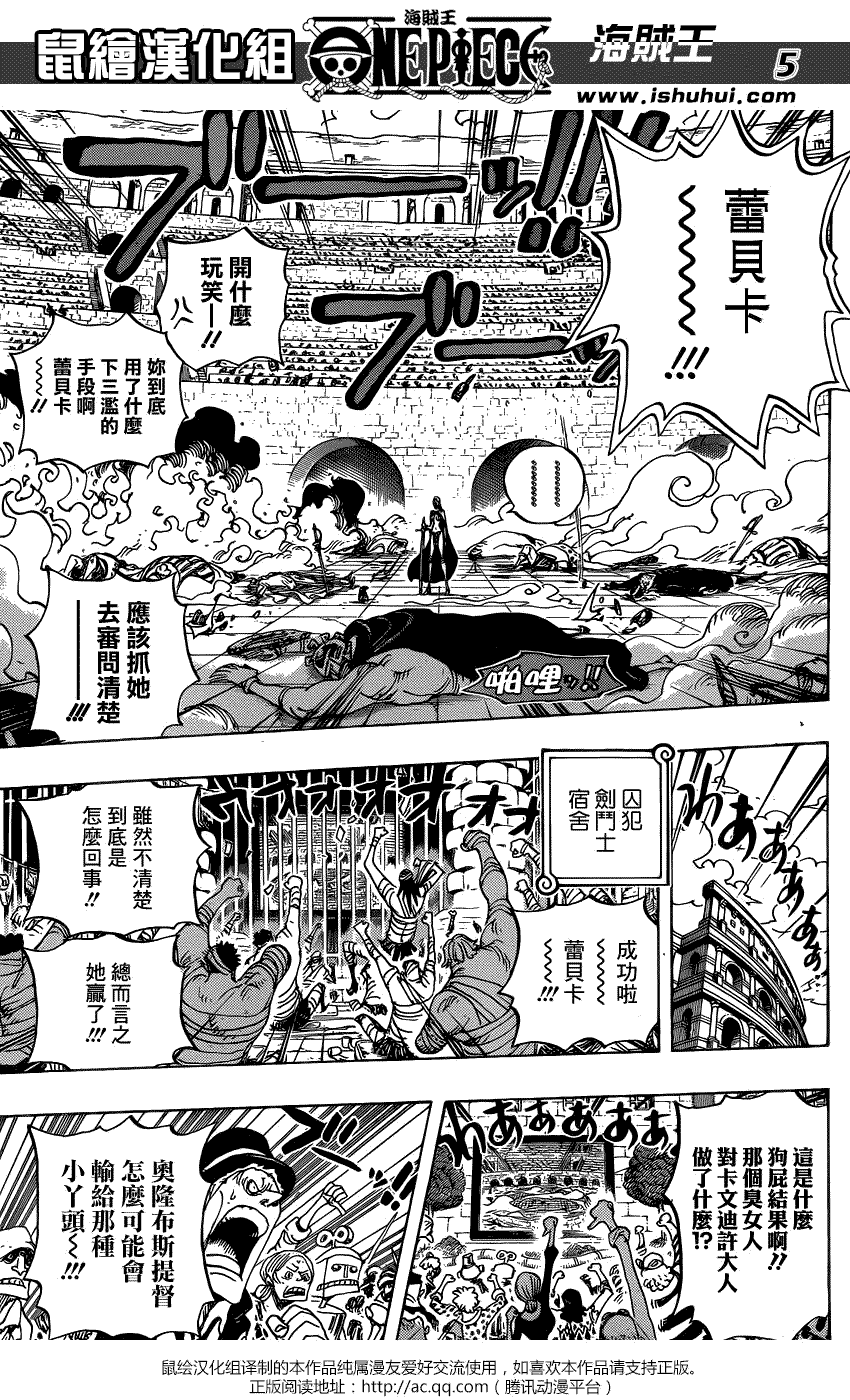 鼠繪漢化組
海賊王
ONE PIECE
海賊王
5
www.ishuhui.com
蕾貝卡
〜〜〜!!!
ブーーッ!!!
ブーー
開什麼
玩笑ー!!
妳到底
用了什麼
下三濫的
手段啊
蕾貝卡
〜〜!!
〜〜〜
〜〜〜
應該抓她
去審問清楚
——!!!
啪哩ッ!!
わあああ
囚犯
劍鬥士
宿舍
オオオオ
成功啦
〜〜
蕾貝卡
〜〜!!!
雖然不清楚
到底是
怎麼回事!!
總而言之
她贏了!!!
わああああああ
這是什麼
狗屁結果啊!!
那個臭女人
對卡文迪許大人
做了什麼!?
ブーッ
奧隆布斯提督
怎麼可能會
輸給那種
小丫頭〜!!!
鼠绘汉化组译制的本作品纯属漫友爱好交流使用，如喜欢本作品请支持正版。
正版阅读地址：http://ac.qq.com（腾讯动漫平台）